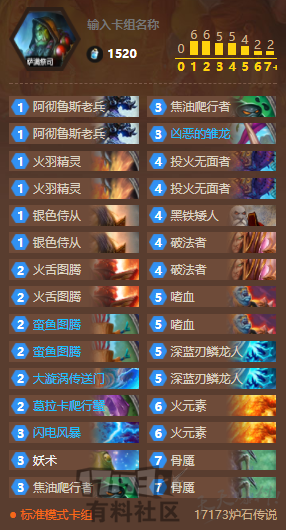 输入卡组名称
萨满祭司
1520
0 6 6 5 5 4 2 2
0 1 2 3 4 5 6 7+
1 阿彻鲁斯老兵
1 阿彻鲁斯老兵
1 火羽精灵
1 火羽精灵
1 银色侍从
1 银色侍从
2 火舌图腾
2 火舌图腾
2 蛮鱼图腾
2 蛮鱼图腾
2 大漩涡传送门
2 葛拉卡爬行蟹
3 闪电风暴
3 妖术
3 焦油爬行者
3 焦油爬行者
3 凶恶的雏龙
4 投火无面者
4 投火无面者
4 黑铁矮人
4 破法者
4 破法者
5 嗜血
5 嗜血
5 深蓝刃鳞龙人
5 深蓝刃鳞龙人
6 火元素
6 火元素
7 骨魇
7 骨魇
有料社区
标准模式卡组
17173炉石传说